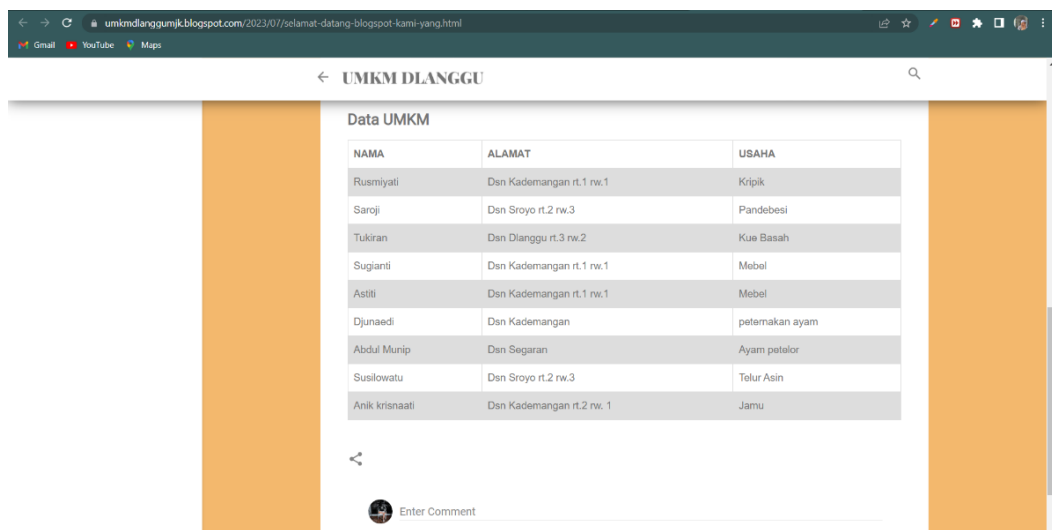 umkmdlanggumjk.blogspot.com/2023/07/selamat-datang-blogspot-kami-yang.html
Gmail YouTube Maps
UMKM DLANGGU
Data UMKM
NAMA ALAMAT USAHA
Rusmiyati Dsn Kademangan rt.1 rw.1 Kripik
Saroji Dsn Sroyo rt.2 rw.3 Pandebesi
Tukiran Dsn Dlanggu rt.3 rw.2 Kue Basah
Sugianti Dsn Kademangan rt.1 rw.1 Mebel
Astiti Dsn Kademangan rt.1 rw.1 Mebel
Djunaedi Dsn Kademangan peternakan ayam
Abdul Munip Dsn Segaran Ayam petelor
Susilowatu Dsn Sroyo rt.2 rw.3 Telur Asin
Anik krisnaati Dsn Kademangan rt.2 rw. 1 Jamu
Enter Comment